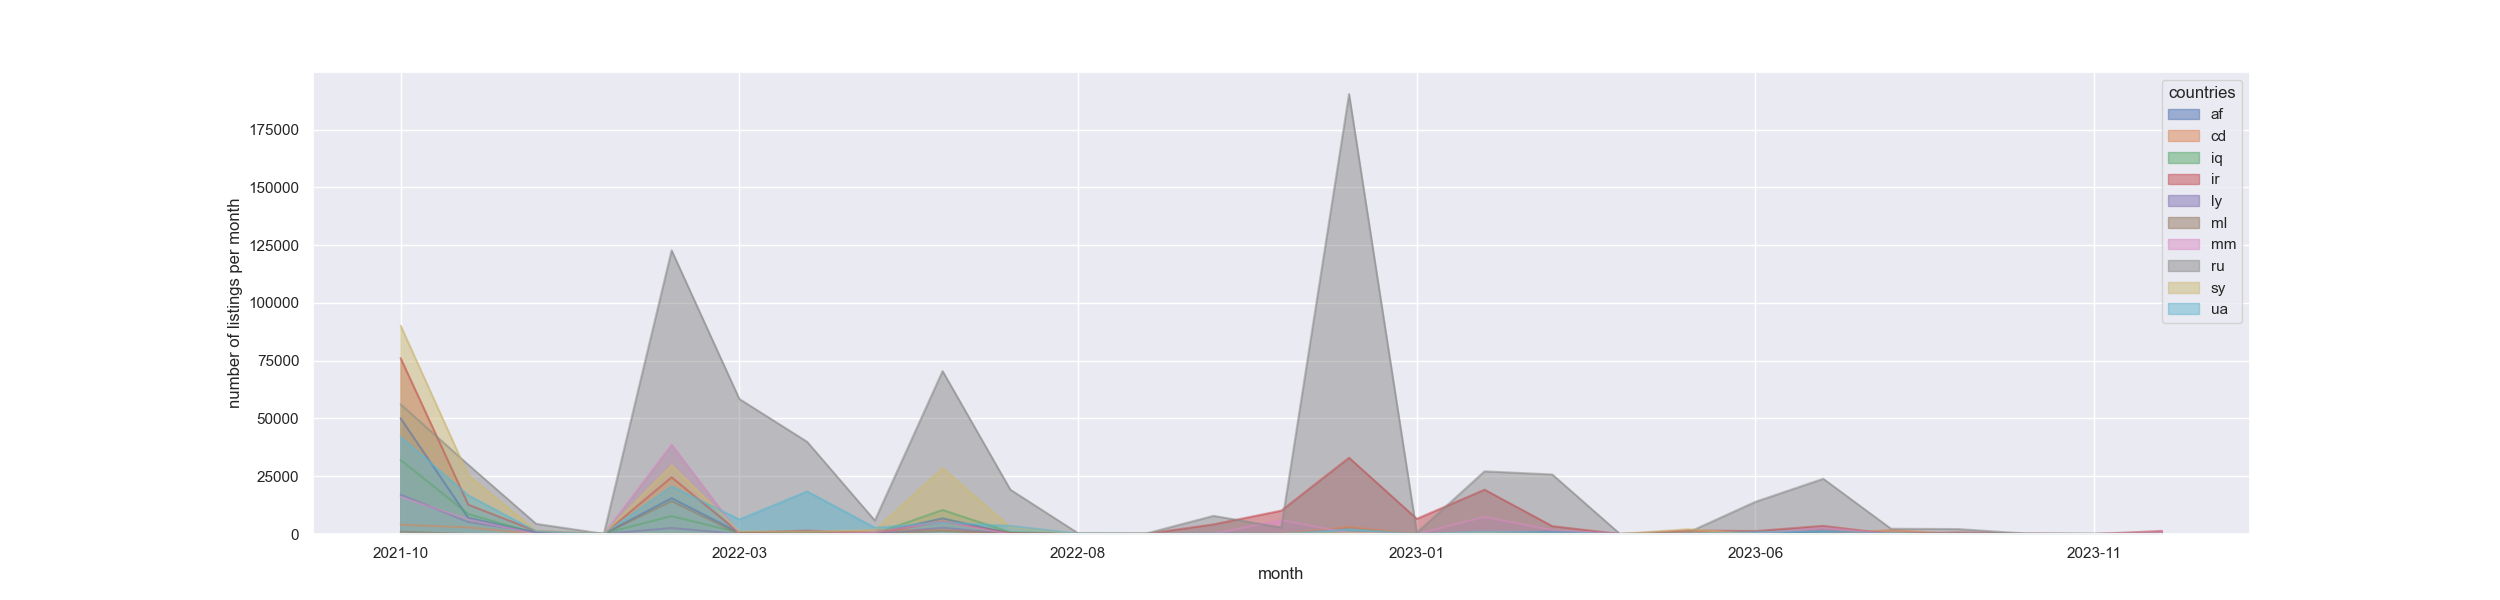 countries
af
cd
iq
ir
ly
ml
mm
ru
sy
ua
number of listings per month
175000
150000
125000
100000
75000
50000
25000
0
2021-10 2022-03 2022-08 2023-01 2023-06 2023-11
month